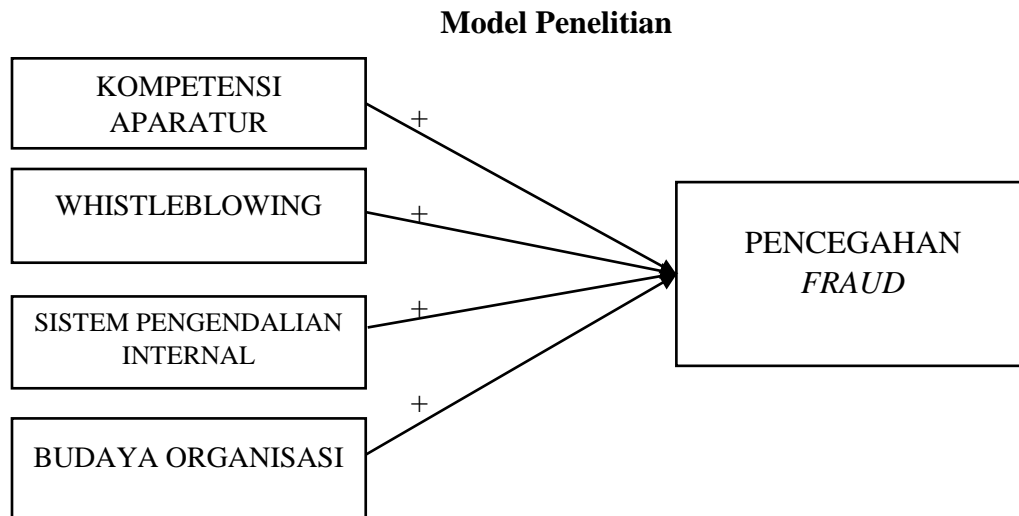 Model Penelitian
KOMPETENSI
APARATUR
+
WHISTLEBLOWING
+
SISTEM PENGENDALIAN
INTERNAL
+
BUDAYA ORGANISASI
+
PENCEGAHAN
FRAUD